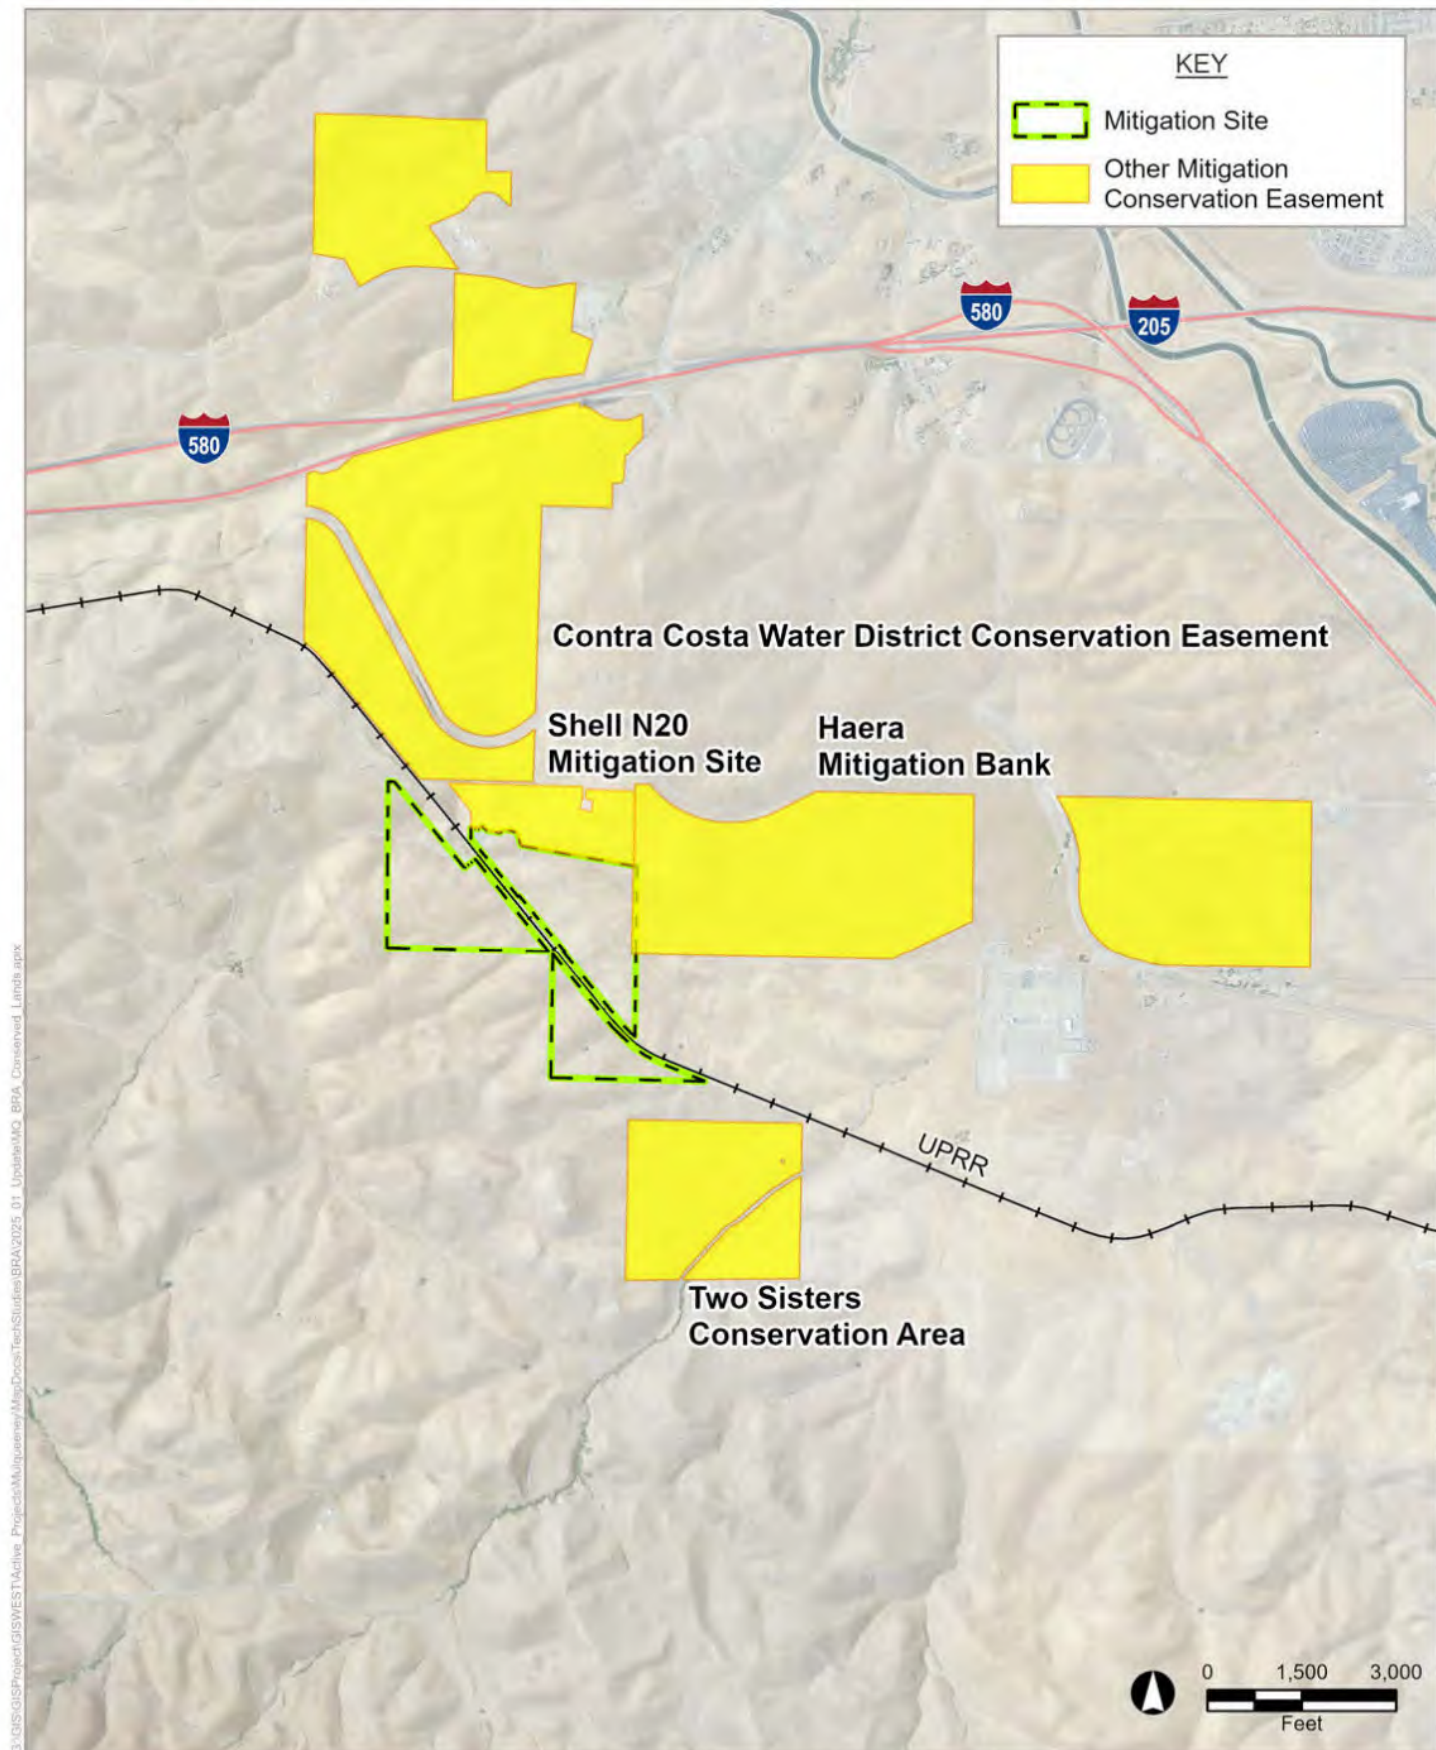 KEY
Mitigation Site
Other Mitigation
Conservation Easement
580
205
580
Contra Costa Water District Conservation Easement
Shell N20
Mitigation Site
Haera
Mitigation Bank
UPRR
Two Sisters
Conservation Area
0 1,500 3,000
Feet